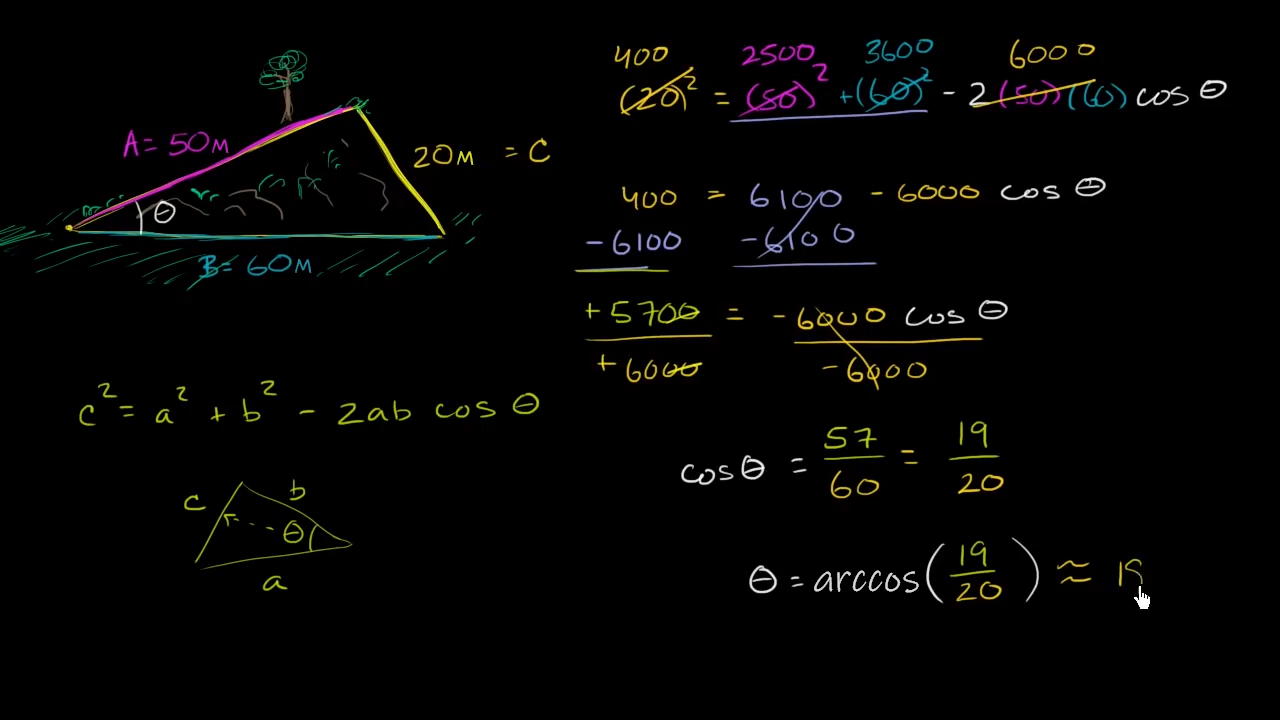 400 2500 3600 6000
(20)² = (50)² + (60)² - 2(50)(60) cos θ
A = 50M
20M = C
400 = 6100 - 6000 cos θ
θ
-6100 -6100
B = 60M
+5700 = -6000 cos θ
+6000 -6000
c² = a² + b² - 2ab cos θ
cos θ = 57/60 = 19/20
c b
θ
a
θ = arccos(19/20) ≈ 18